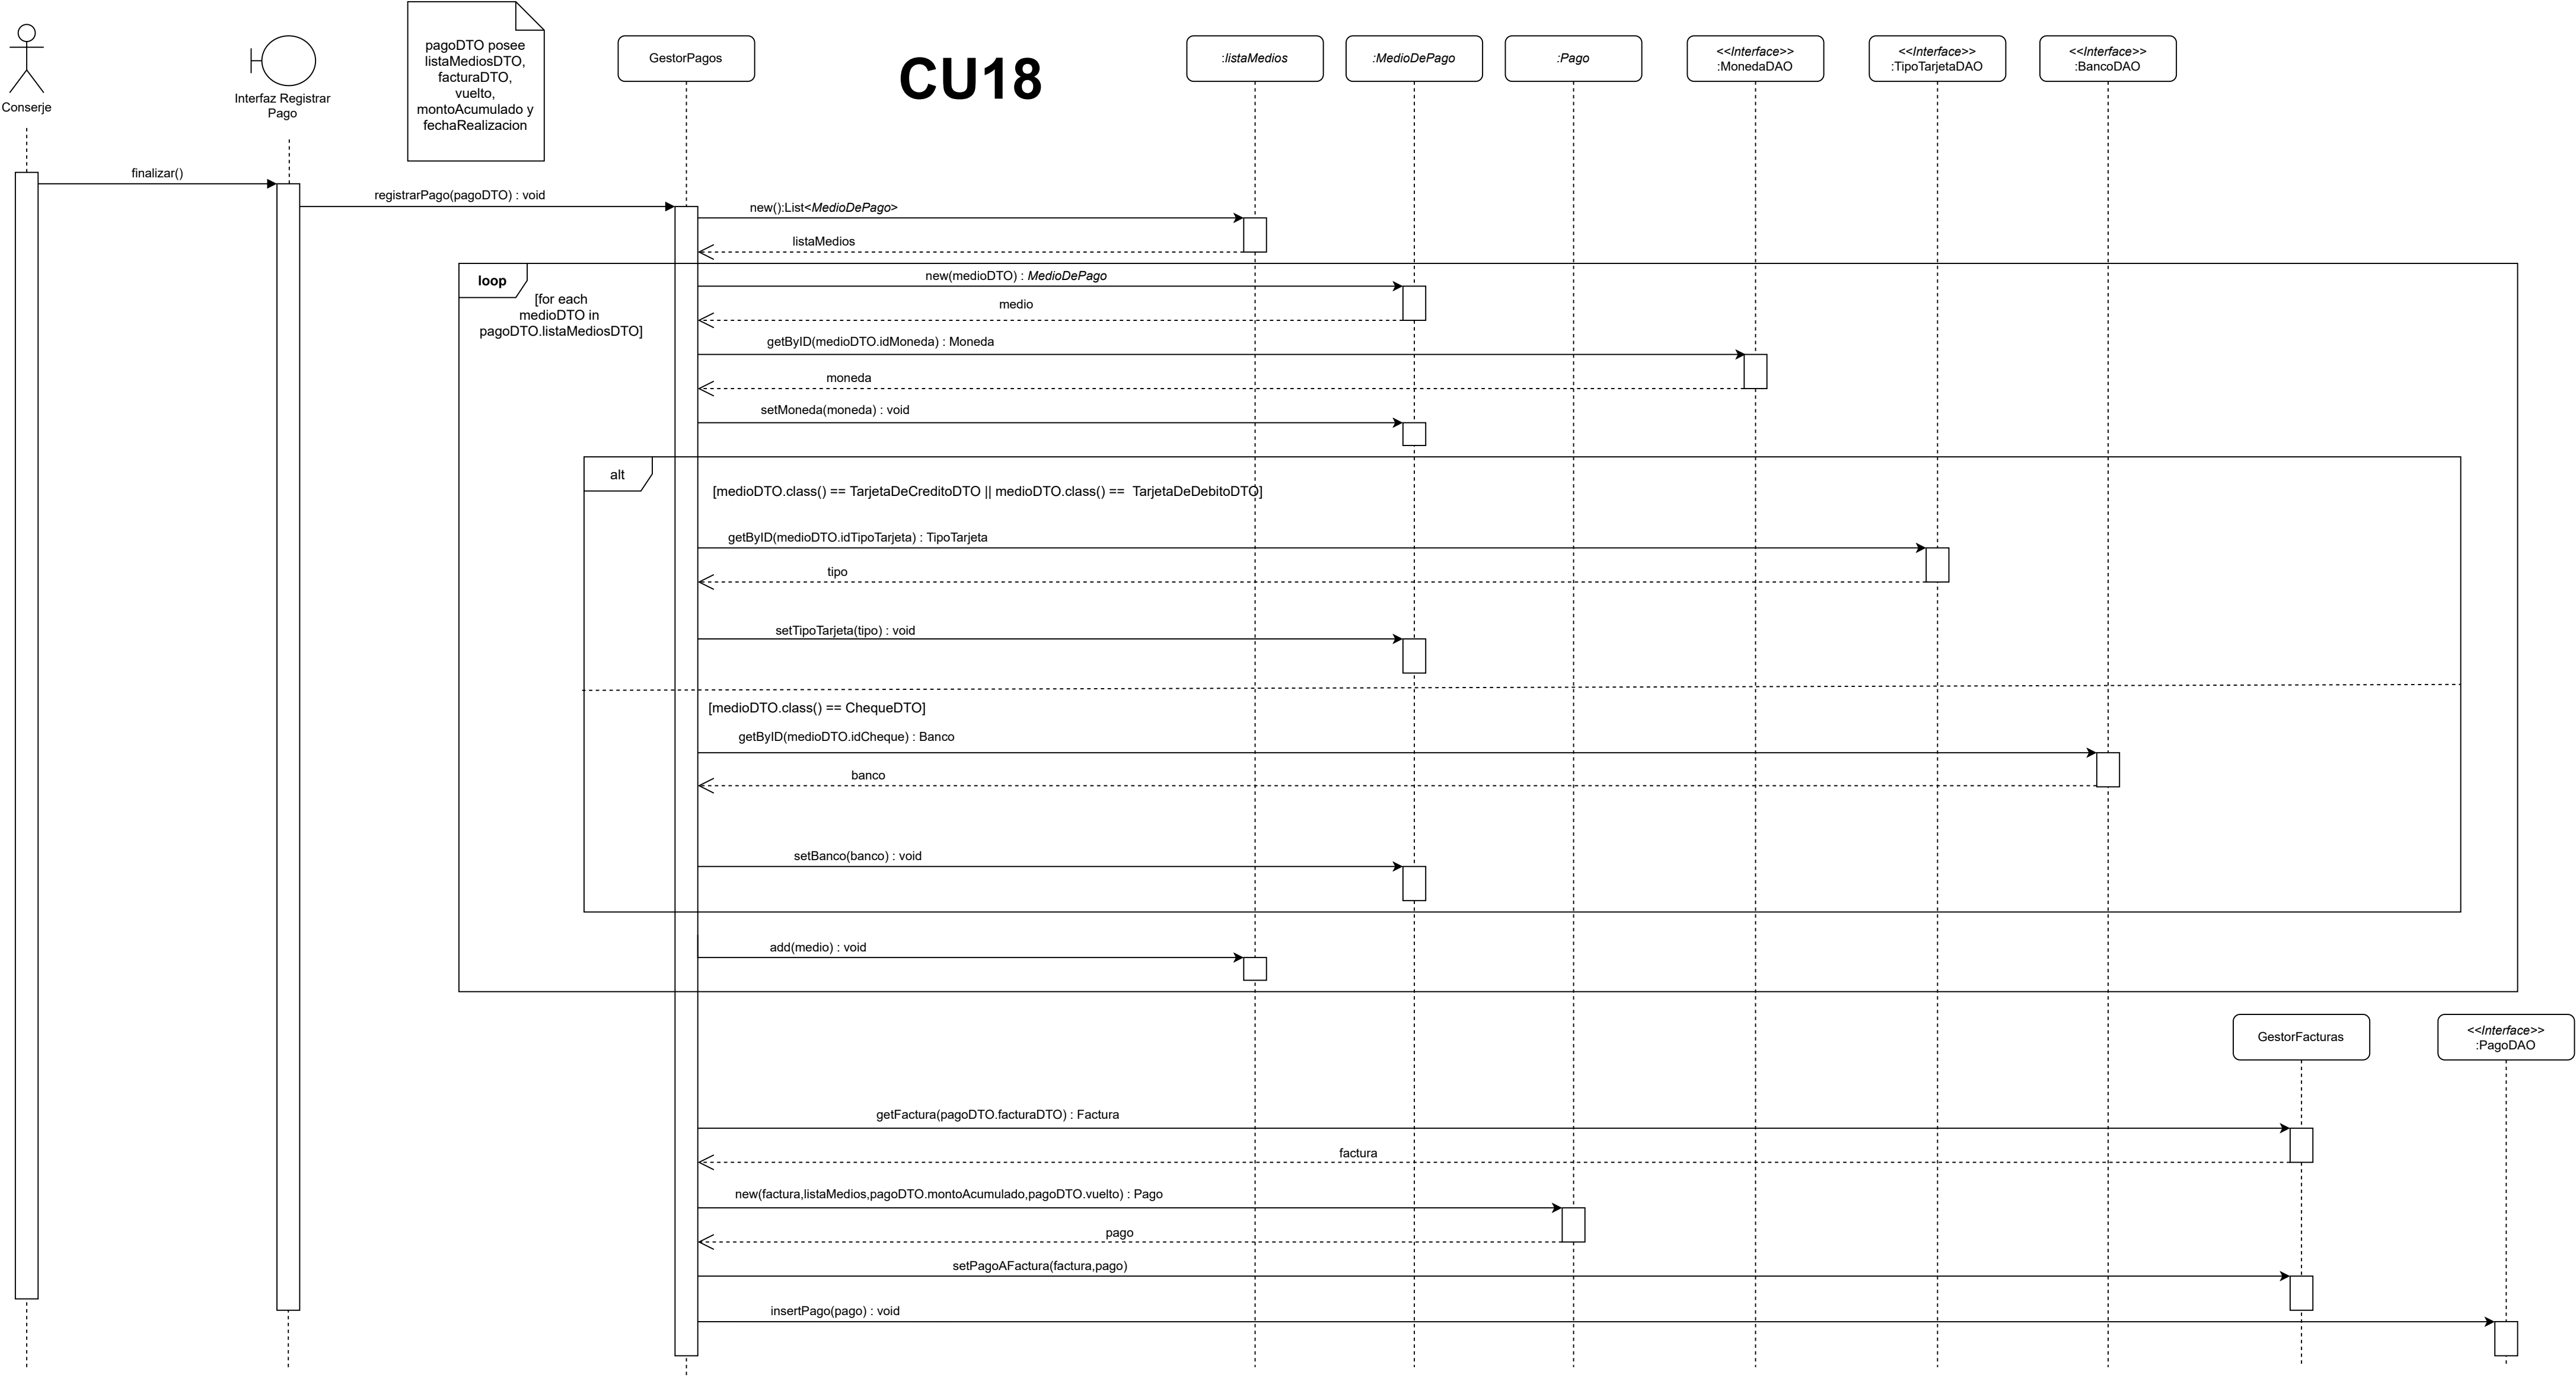 pagoDTO posee
listaMediosDTO,
facturaDTO,
vuelto,
montoAcumulado y
fechaRealizacion
Conserje
Interfaz Registrar
Pago
GestorPagos
CU18
:listaMedios
:MedioDePago
:Pago
<<Interface>>
:MonedaDAO
<<Interface>>
:TipoTarjetaDAO
<<Interface>>
:BancoDAO
finalizar()
registrarPago(pagoDTO) : void
new():List<MedioDePago>
listaMedios
loop
[for each
medioDTO in
pagoDTO.listaMediosDTO]
new(medioDTO) : MedioDePago
medio
getByID(medioDTO.idMoneda) : Moneda
moneda
setMoneda(moneda) : void
alt
[medioDTO.class() == TarjetaDeCreditoDTO || medioDTO.class() ==  TarjetaDeDebitoDTO]
getByID(medioDTO.idTipoTarjeta) : TipoTarjeta
tipo
setTipoTarjeta(tipo) : void
[medioDTO.class() == ChequeDTO]
getByID(medioDTO.idCheque) : Banco
banco
setBanco(banco) : void
add(medio) : void
GestorFacturas
<<Interface>>
:PagoDAO
getFactura(pagoDTO.facturaDTO) : Factura
factura
new(factura,listaMedios,pagoDTO.montoAcumulado,pagoDTO.vuelto) : Pago
pago
setPagoAFactura(factura,pago)
insertPago(pago) : void